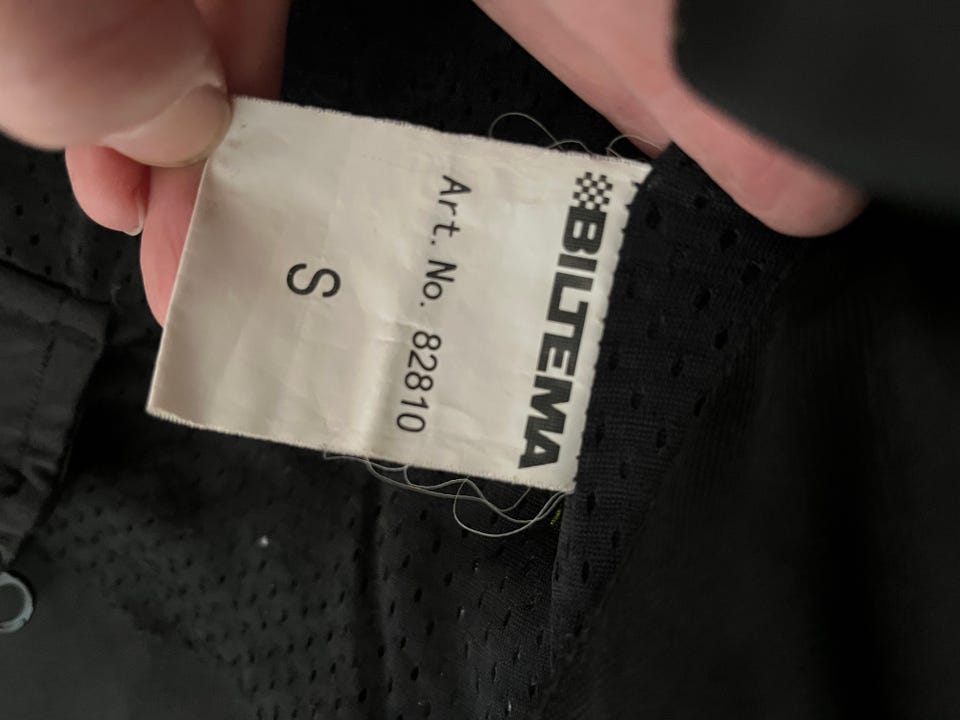 BILTEMA
Art. No. 82810
S